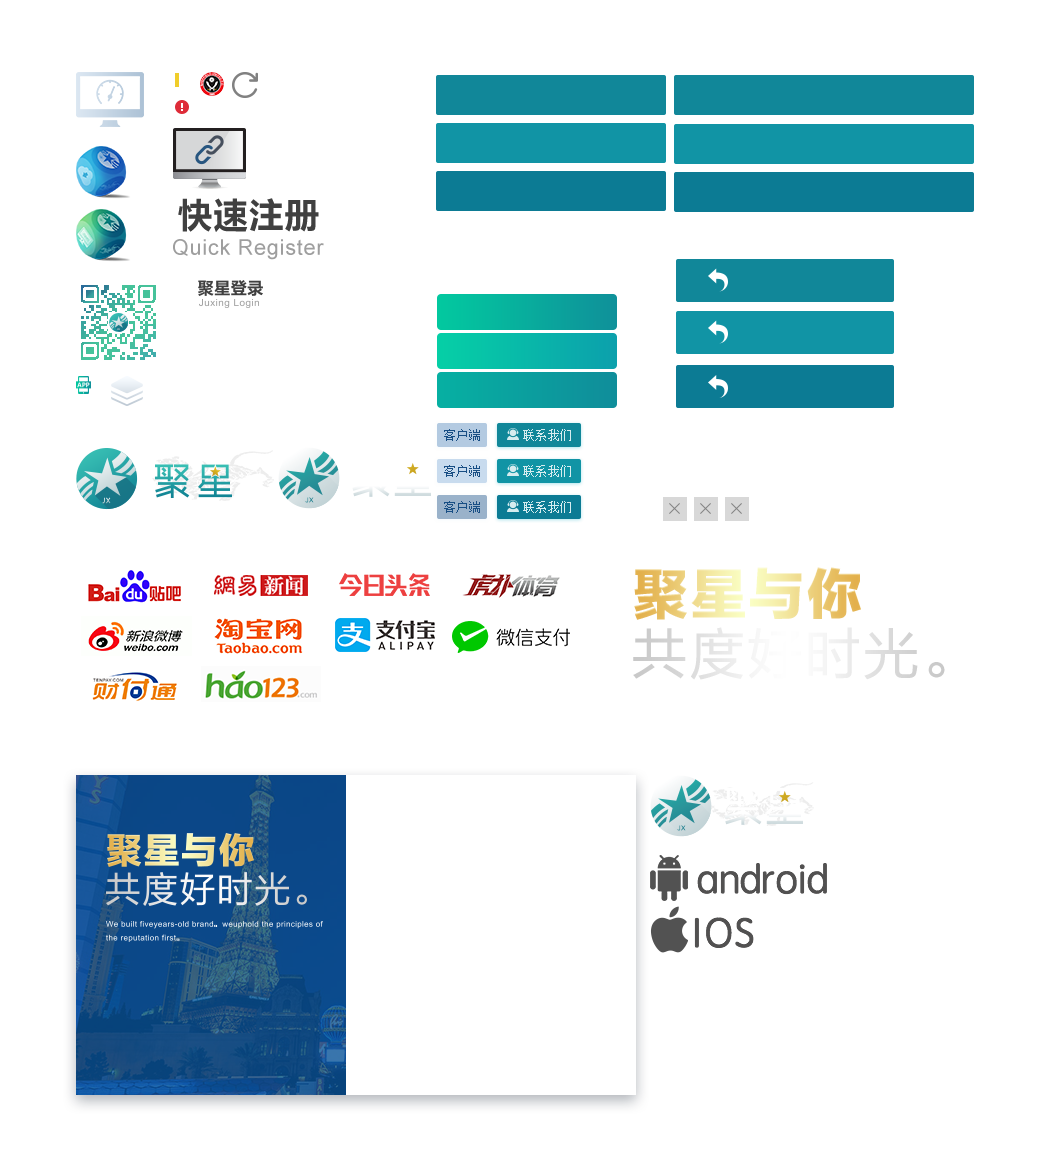 快速注册
Quick Register
聚星登录
Juxing Login
APP
客户端
联系我们
客户端
联系我们
客户端
联系我们
JX
聚星
JX
聚星
Bai du 贴吧
網易新闻
今日头条
虎扑体育
新浪微博
weibo.com
淘宝网
Taobao.com
支付宝
ALIPAY
微信支付
TENPAY.COM
财付通
hao123.com
聚星与你
共度好时光。
YS
聚星与你
共度好时光。
We built fiveyears-old brand。weuphold the principles of
the reputation first。
JX
聚星
android
IOS